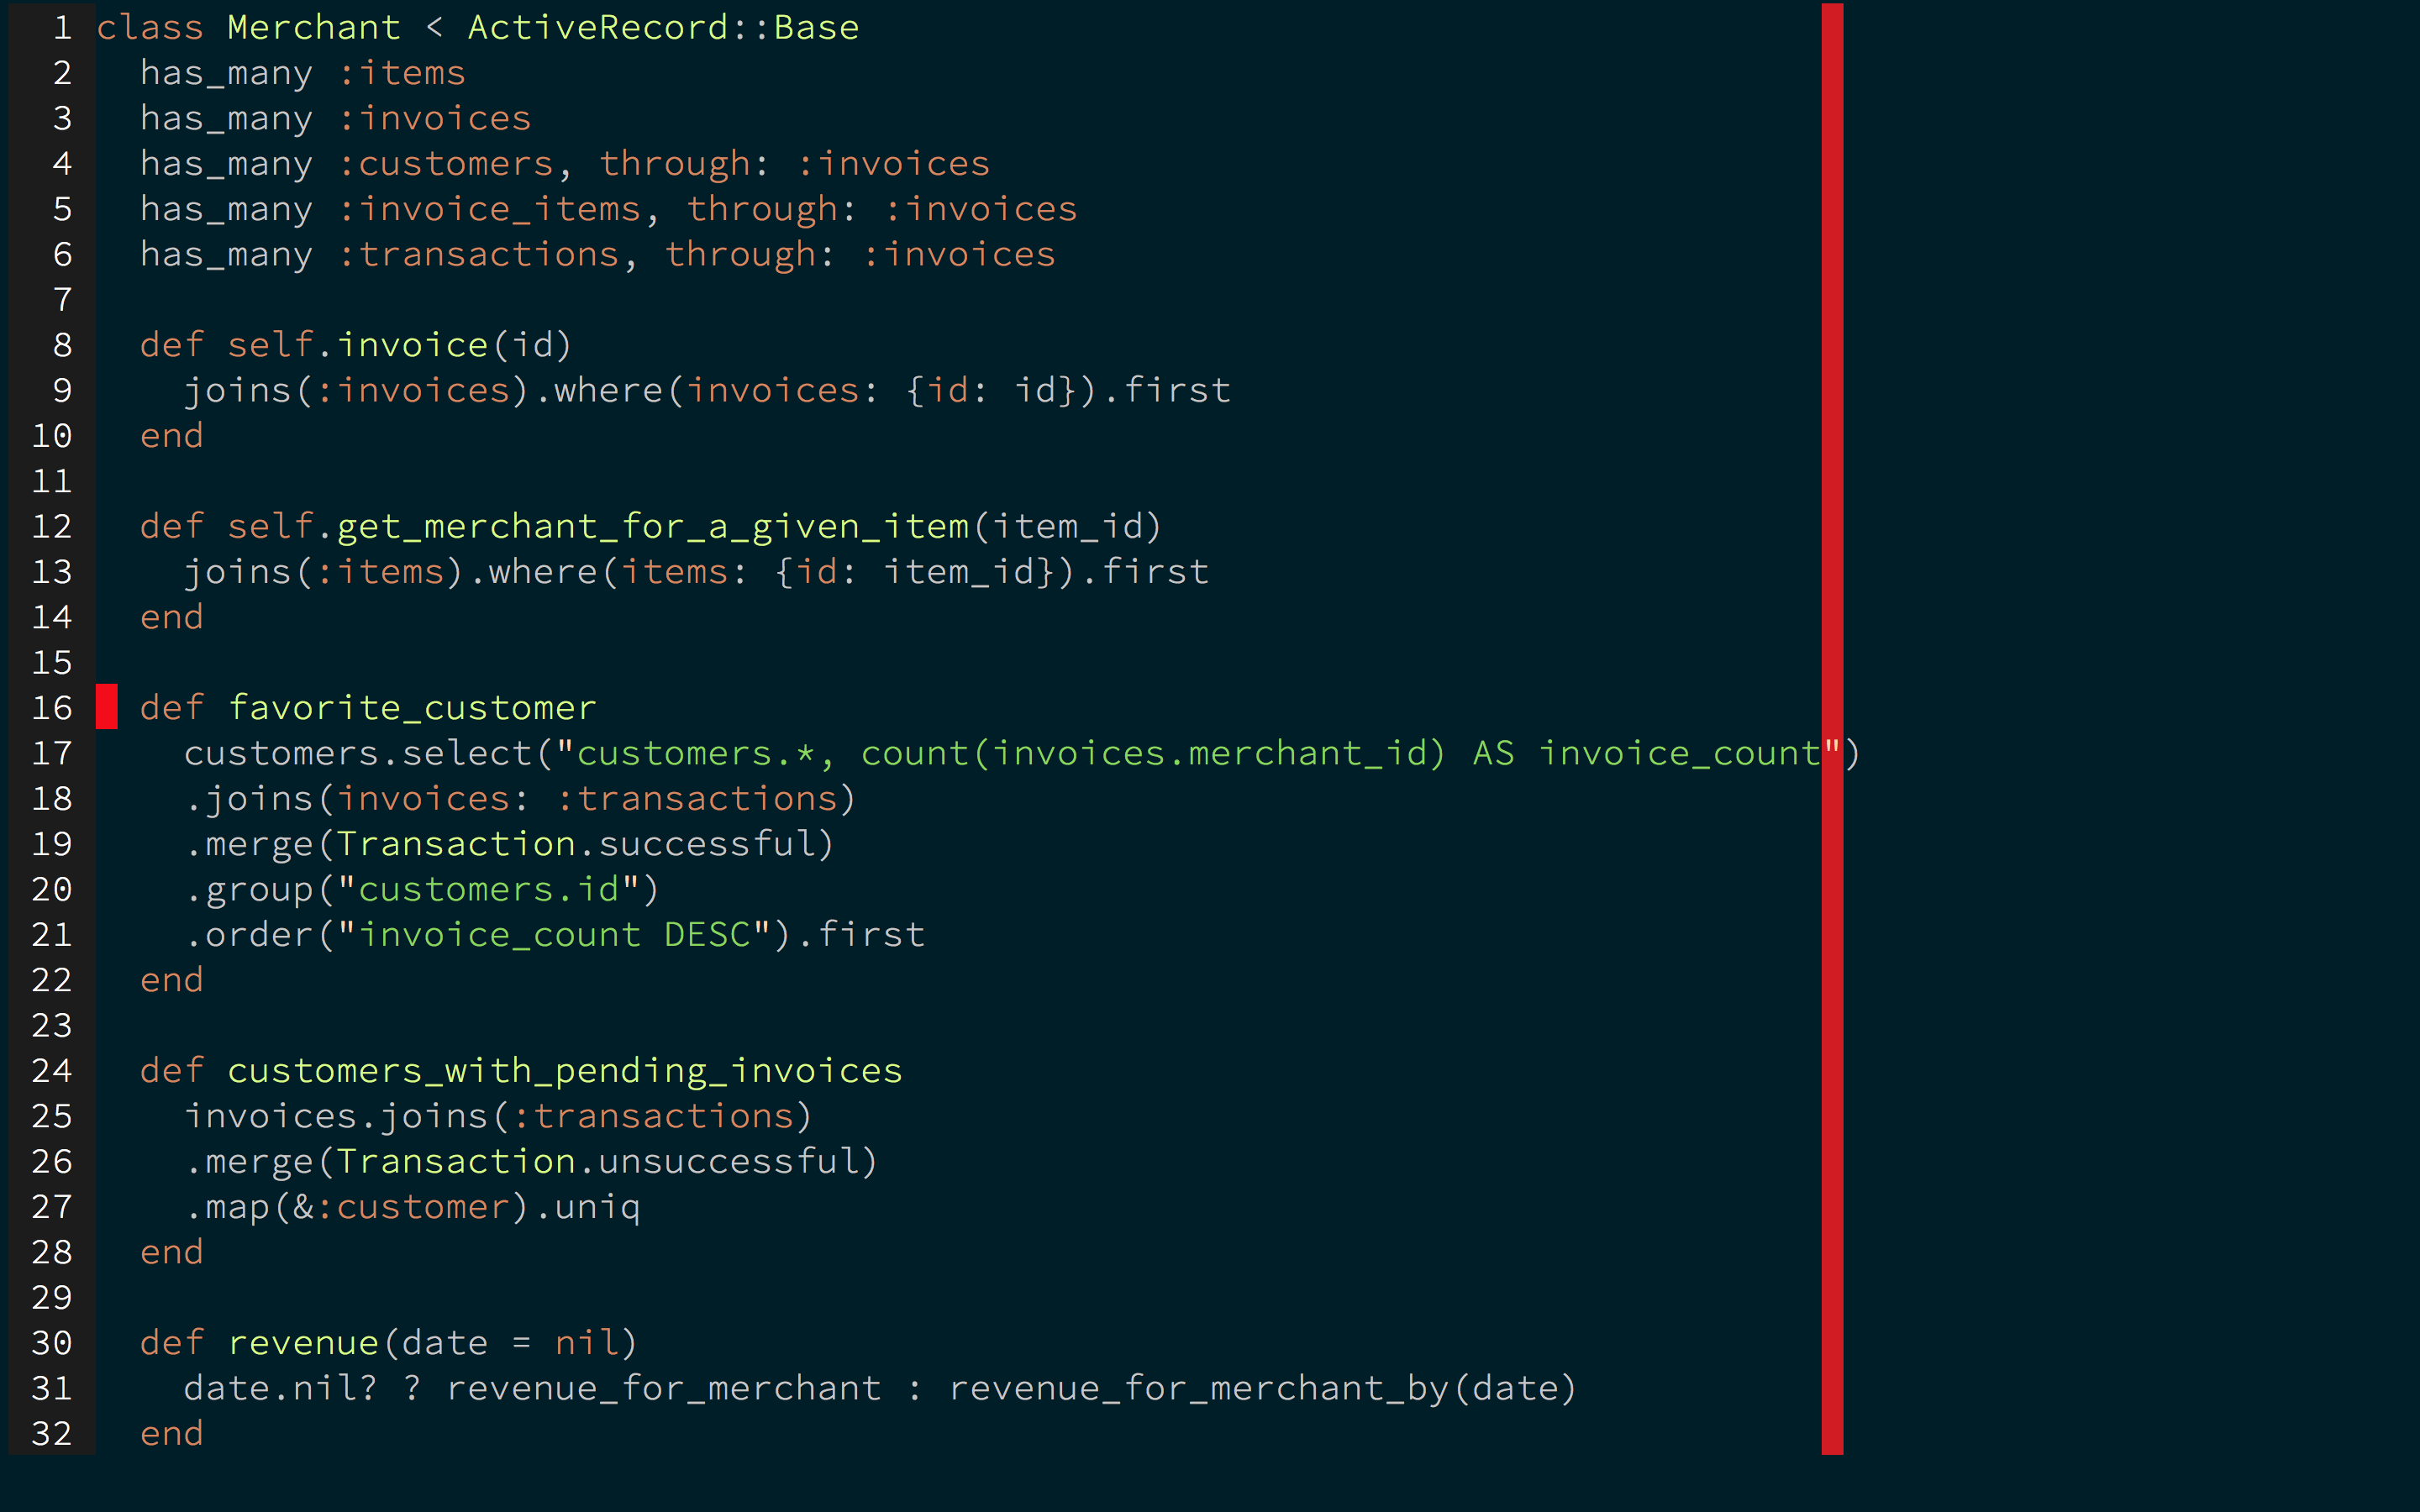 1 class Merchant < ActiveRecord::Base
2   has_many :items
3   has_many :invoices
4   has_many :customers, through: :invoices
5   has_many :invoice_items, through: :invoices
6   has_many :transactions, through: :invoices
7
8   def self.invoice(id)
9     joins(:invoices).where(invoices: {id: id}).first
10   end
11
12   def self.get_merchant_for_a_given_item(item_id)
13     joins(:items).where(items: {id: item_id}).first
14   end
15
16   def favorite_customer
17     customers.select("customers.*, count(invoices.merchant_id) AS invoice_count")
18     .joins(invoices: :transactions)
19     .merge(Transaction.successful)
20     .group("customers.id")
21     .order("invoice_count DESC").first
22   end
23
24   def customers_with_pending_invoices
25     invoices.joins(:transactions)
26     .merge(Transaction.unsuccessful)
27     .map(&:customer).uniq
28   end
29
30   def revenue(date = nil)
31     date.nil? ? revenue_for_merchant : revenue_for_merchant_by(date)
32   end